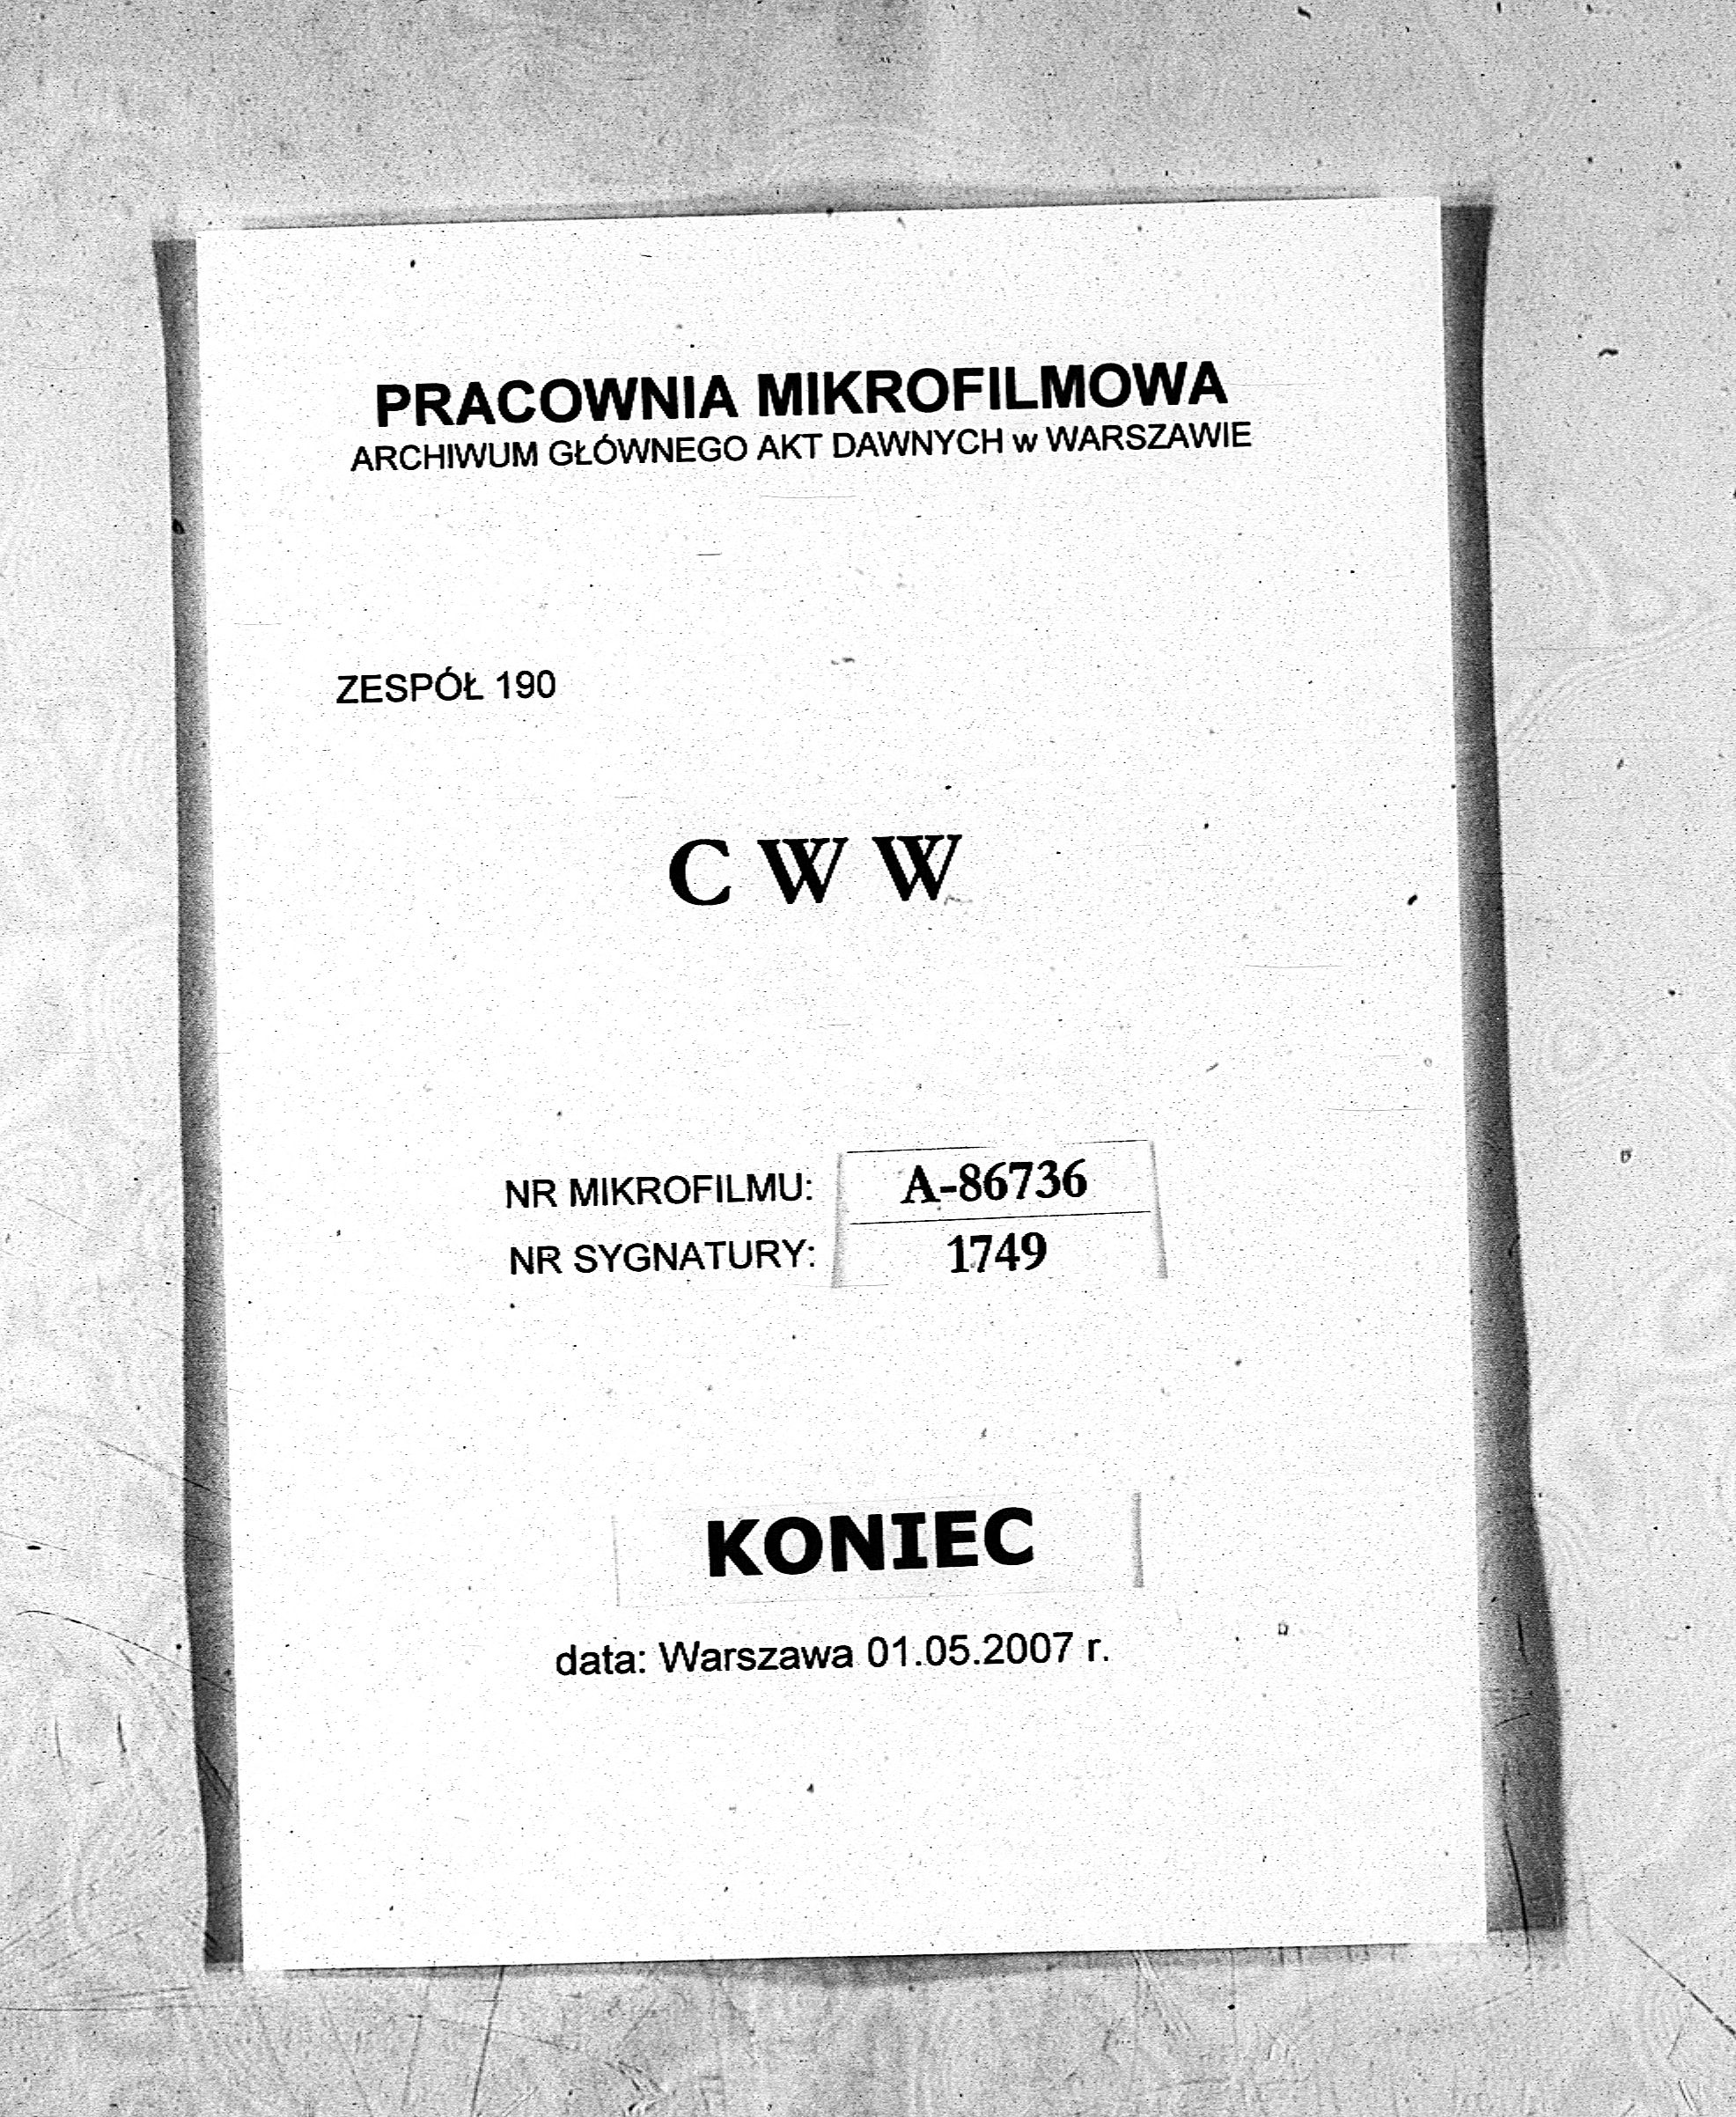 PRACOWNIA MIKROFILMOWA
ARCHIWUM GŁÓWNEGO AKT DAWNYCH w WARSZAWIE
ZESPÓŁ 190
C W W
NR MIKROFILMU: A-86736
NR SYGNATURY: 1749
KONIEC
data: Warszawa 01.05.2007 r.